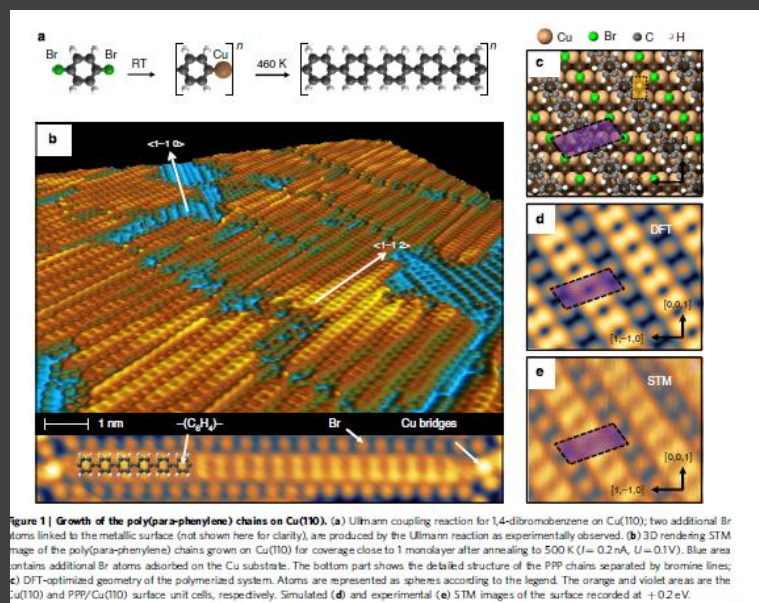 a
Br Br
RT
Cu
n
460 K
n
Cu Br C H
b
<1–1 0>
<1–1 2>
c
d
DFT
[0,0,1]
[1,–1,0]
e
STM
[0,0,1]
[1,–1,0]
1 nm –(C6H4)– Br Cu bridges
Figure 1 | Growth of the poly(para-phenylene) chains on Cu(110). (a) Ullmann coupling reaction for 1,4-dibromobenzene on Cu(110); two additional Br
atoms linked to the metallic surface (not shown here for clarity), are produced by the Ullmann reaction as experimentally observed. (b) 3D rendering STM
image of the poly(para-phenylene) chains grown on Cu(110) for coverage close to 1 monolayer after annealing to 500 K (I = 0.2 nA, U = 0.1 V). Blue area
contains additional Br atoms adsorbed on the Cu substrate. The bottom part shows the detailed structure of the PPP chains separated by bromine lines;
(c) DFT-optimized geometry of the polymerized system. Atoms are represented as spheres according to the legend. The orange and violet areas are the
Cu(110) and PPP/Cu(110) surface unit cells, respectively. Simulated (d) and experimental (e) STM images of the surface recorded at +0.2 eV.